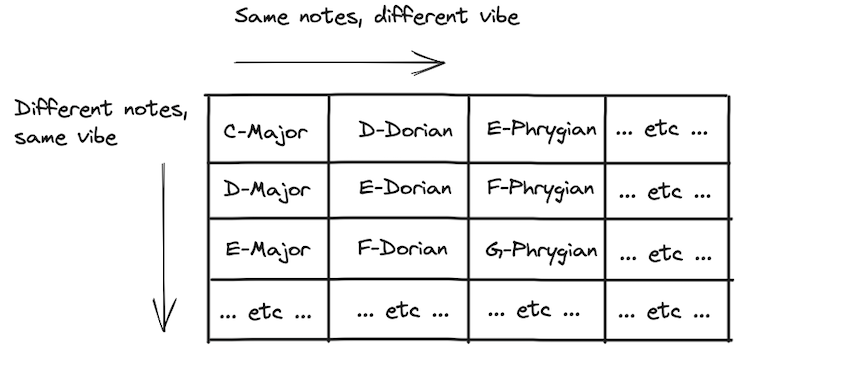 Same notes, different vibe
Different notes,
same vibe
C-Major D-Dorian E-Phrygian ... etc ...
D-Major E-Dorian F-Phrygian ... etc ...
E-Major F-Dorian G-Phrygian ... etc ...
... etc ... ... etc ... ... etc ... ... etc ...